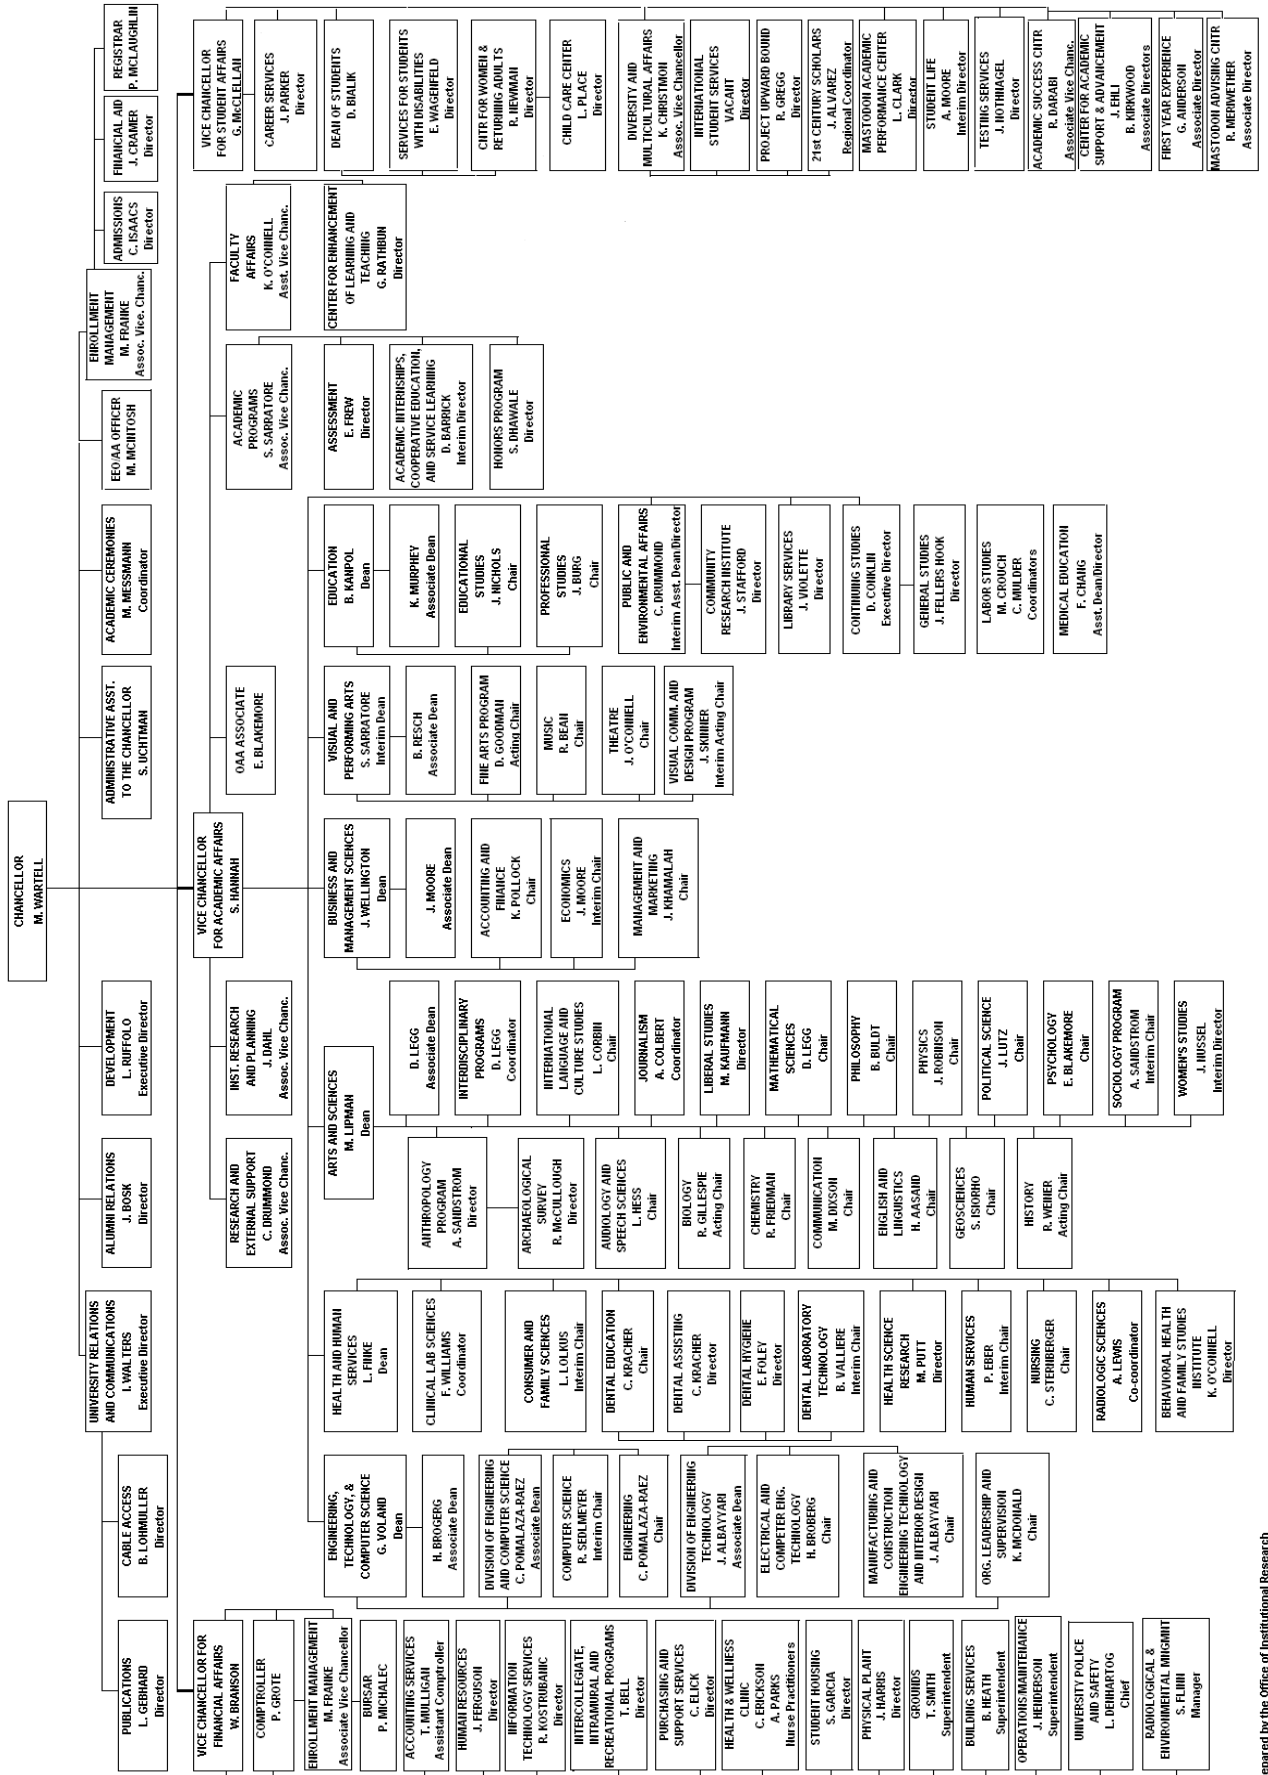 CHANCELLOR
M. WARTELL
UNIVERSITY RELATIONS
AND COMMUNICATIONS
I. WALTERS
Executive Director
ALUMNI RELATIONS
J. BOSK
Director
DEVELOPMENT
L. RUFFOLO
Executive Director
ADMINISTRATIVE ASST.
TO THE CHANCELLOR
S. UCHTMAN
ACADEMIC CEREMONIES
M. MESSMANN
Coordinator
EEO/AA OFFICER
M. MCINTOSH
ENROLLMENT
MANAGEMENT
M. FRANKE
Assoc. Vice. Chanc.
ADMISSIONS
C. ISAACS
Director
FINANCIAL AID
J. CRAMER
Director
REGISTRAR
P. MCLAUGHLIN
PUBLICATIONS
L. GEBHARD
Director
CABLE ACCESS
B. LOHMULLER
Director
VICE CHANCELLOR FOR
FINANCIAL AFFAIRS
W. BRANSON
COMPTROLLER
P. GROTE
ENROLLMENT MANAGEMENT
M. FRANKE
Associate Vice Chancellor
BURSAR
P. MICHALEC
ACCOUNTING SERVICES
T. MULLIGAN
Assistant Comptroller
HUMAN RESOURCES
J. FERGUSON
Director
INFORMATION
TECHNOLOGY SERVICES
R. KOSTRUBANIC
Director
INTERCOLLEGIATE,
INTRAMURAL AND
RECREATIONAL PROGRAMS
T. BELL
Director
PURCHASING AND
SUPPORT SERVICES
C. ELICK
Director
HEALTH & WELLNESS
CLINIC
C. ERICKSON
A. PARKS
Nurse Practitioners
STUDENT HOUSING
S. GARCIA
Director
PHYSICAL PLANT
J. HARRIS
Director
GROUNDS
T. SMITH
Superintendent
BUILDING SERVICES
B. HEATH
Superintendent
OPERATIONS/MAINTENANCE
J. HENDERSON
Superintendent
UNIVERSITY POLICE
AND SAFETY
L. DENHARTOG
Chief
RADIOLOGICAL &
ENVIRONMENTAL MNGMNT
S. FLINN
Manager
VICE CHANCELLOR
FOR ACADEMIC AFFAIRS
S. HANNAH
RESEARCH AND
EXTERNAL SUPPORT
C. DRUMMOND
Assoc. Vice Chanc.
INST. RESEARCH
AND PLANNING
J. DAHL
Assoc. Vice Chanc.
OAA ASSOCIATE
E. BLAKEMORE
ACADEMIC
PROGRAMS
S. SARRATORE
Assoc. Vice Chanc.
ASSESSMENT
E. FREW
Director
ACADEMIC INTERNSHIPS,
COOPERATIVE EDUCATION,
AND SERVICE LEARNING
D. BARRICK
Interim Director
HONORS PROGRAM
S. DHAWALE
Director
FACULTY
AFFAIRS
K. O'CONNELL
Asst. Vice Chanc.
CENTER FOR ENHANCEMENT
OF LEARNING AND
TEACHING
G. RATHBUN
Director
ENGINEERING,
TECHNOLOGY, &
COMPUTER SCIENCE
G. VOLAND
Dean
H. BROGERG
Associate Dean
DIVISION OF ENGINEERING
AND COMPUTER SCIENCE
C. POMALAZA-RAEZ
Associate Dean
COMPUTER SCIENCE
R. SEDLMEYER
Interim Chair
ENGINEERING
C. POMALAZA-RAEZ
Chair
DIVISION OF ENGINEERING
TECHNOLOGY
J. ALBAYYARI
Associate Dean
ELECTRICAL AND
COMPETER ENG.
TECHNOLOGY
H. BROBERG
Chair
MANUFACTURING AND
CONSTRUCTION
ENGINEERING TECHNOLOGY
AND INTERIOR DESIGN
J. ALBAYYARI
Chair
ORG. LEADERSHIP AND
SUPERVISION
K. MCDONALD
Chair
HEALTH AND HUMAN
SERVICES
L. FINKE
Dean
CLINICAL LAB SCIENCES
F. WILLIAMS
Coordinator
CONSUMER AND
FAMILY SCIENCES
L. LOLKUS
Interim Chair
DENTAL EDUCATION
C. KRACHER
Chair
DENTAL ASSISTING
C. KRACHER
Director
DENTAL HYGIENE
E. FOLEY
Director
DENTAL LABORATORY
TECHNOLOGY
B. VALLIERE
Interim Chair
HEALTH SCIENCE
RESEARCH
M. PUTT
Director
HUMAN SERVICES
P. EBER
Interim Chair
NURSING
C. STERNBERGER
Chair
RADIOLOGIC SCIENCES
A. LEWIS
Co-coordinator
BEHAVIORAL HEALTH
AND FAMILY STUDIES
INSTITUTE
K. O'CONNELL
Director
ARTS AND SCIENCES
M. LIPMAN
Dean
ANTHROPOLOGY
PROGRAM
A. SANDSTROM
Director
ARCHAEOLOGICAL
SURVEY
R. McCULLOUGH
Director
AUDIOLOGY AND
SPEECH SCIENCES
L. HESS
Chair
BIOLOGY
R. GILLESPIE
Acting Chair
CHEMISTRY
R. FRIEDMAN
Chair
COMMUNICATION
M. DIXSON
Chair
ENGLISH AND
LINGUISTICS
H. AASAND
Chair
GEOSCIENCES
S. ISIORHO
Chair
HISTORY
R. WEINER
Acting Chair
D. LEGG
Associate Dean
INTERDISCIPLINARY
PROGRAMS
D. LEGG
Coordinator
INTERNATIONAL
LANGUAGE AND
CULTURE STUDIES
L. CORBIN
Chair
JOURNALISM
A. COLBERT
Coordinator
LIBERAL STUDIES
M. KAUFMANN
Director
MATHEMATICAL
SCIENCES
D. LEGG
Chair
PHILOSOPHY
B. BULDT
Chair
PHYSICS
J. ROBINSON
Chair
POLITICAL SCIENCE
J. LUTZ
Chair
PSYCHOLOGY
E. BLAKEMORE
Chair
SOCIOLOGY PROGRAM
A. SANDSTROM
Interim Chair
WOMEN'S STUDIES
J. NUSSEL
Interim Director
BUSINESS AND
MANAGEMENT SCIENCES
J. WELLINGTON
Dean
J. MOORE
Associate Dean
ACCOUNTING AND
FINANCE
K. POLLOCK
Chair
ECONOMICS
J. MOORE
Interim Chair
MANAGEMENT AND
MARKETING
J. KHAMALAH
Chair
VISUAL AND
PERFORMING ARTS
S. SARRATORE
Interim Dean
B. RESCH
Associate Dean
FINE ARTS PROGRAM
D. GOODMAN
Acting Chair
MUSIC
R. BEAN
Chair
THEATRE
J. O'CONNELL
Chair
VISUAL COMM. AND
DESIGN PROGRAM
J. SKINNER
Interim Acting Chair
EDUCATION
B. KANPOL
Dean
K. MURPHEY
Associate Dean
EDUCATIONAL
STUDIES
J. NICHOLS
Chair
PROFESSIONAL
STUDIES
J. BURG
Chair
PUBLIC AND
ENVIRONMENTAL AFFAIRS
C. DRUMMOND
Interim Asst. Dean Director
COMMUNITY
RESEARCH INSTITUTE
J. STAFFORD
Director
LIBRARY SERVICES
J. VIOLETTE
Director
CONTINUING STUDIES
D. CONKLIN
Executive Director
GENERAL STUDIES
J. FELLERS HOOK
Director
LABOR STUDIES
M. CROUCH
C. MULDER
Coordinators
MEDICAL EDUCATION
F. CHANG
Asst. Dean Director
VICE CHANCELLOR
FOR STUDENT AFFAIRS
G. McCLELLAN
CAREER SERVICES
J. PARKER
Director
DEAN OF STUDENTS
D. BIALIK
SERVICES FOR STUDENTS
WITH DISABILITIES
E. WAGENFELD
Director
CNTR FOR WOMEN &
RETURNING ADULTS
R. NEWMAN
Director
CHILD CARE CENTER
L. PLACE
Director
DIVERSITY AND
MULTICULTURAL AFFAIRS
K. CHRISTMON
Assoc. Vice Chancellor
INTERNATIONAL
STUDENT SERVICES
VACANT
Director
PROJECT UPWARD BOUND
R. GREGG
Director
21st CENTURY SCHOLARS
J. ALVAREZ
Regional Coordinator
MASTODON ACADEMIC
PERFORMANCE CENTER
L. CLARK
Director
STUDENT LIFE
A. MOORE
Interim Director
TESTING SERVICES
J. NOTHNAGEL
Director
ACADEMIC SUCCESS CNTR
R. DARABI
Associate Vice Chanc.
CENTER FOR ACADEMIC
SUPPORT & ADVANCEMENT
J. EHLI
B. KIRKWOOD
Associate Directors
FIRST YEAR EXPERIENCE
G. ANDERSON
Associate Director
MASTODON ADVISING CNTR
R. MERIWETHER
Associate Director
epared by the Office of Institutional Research